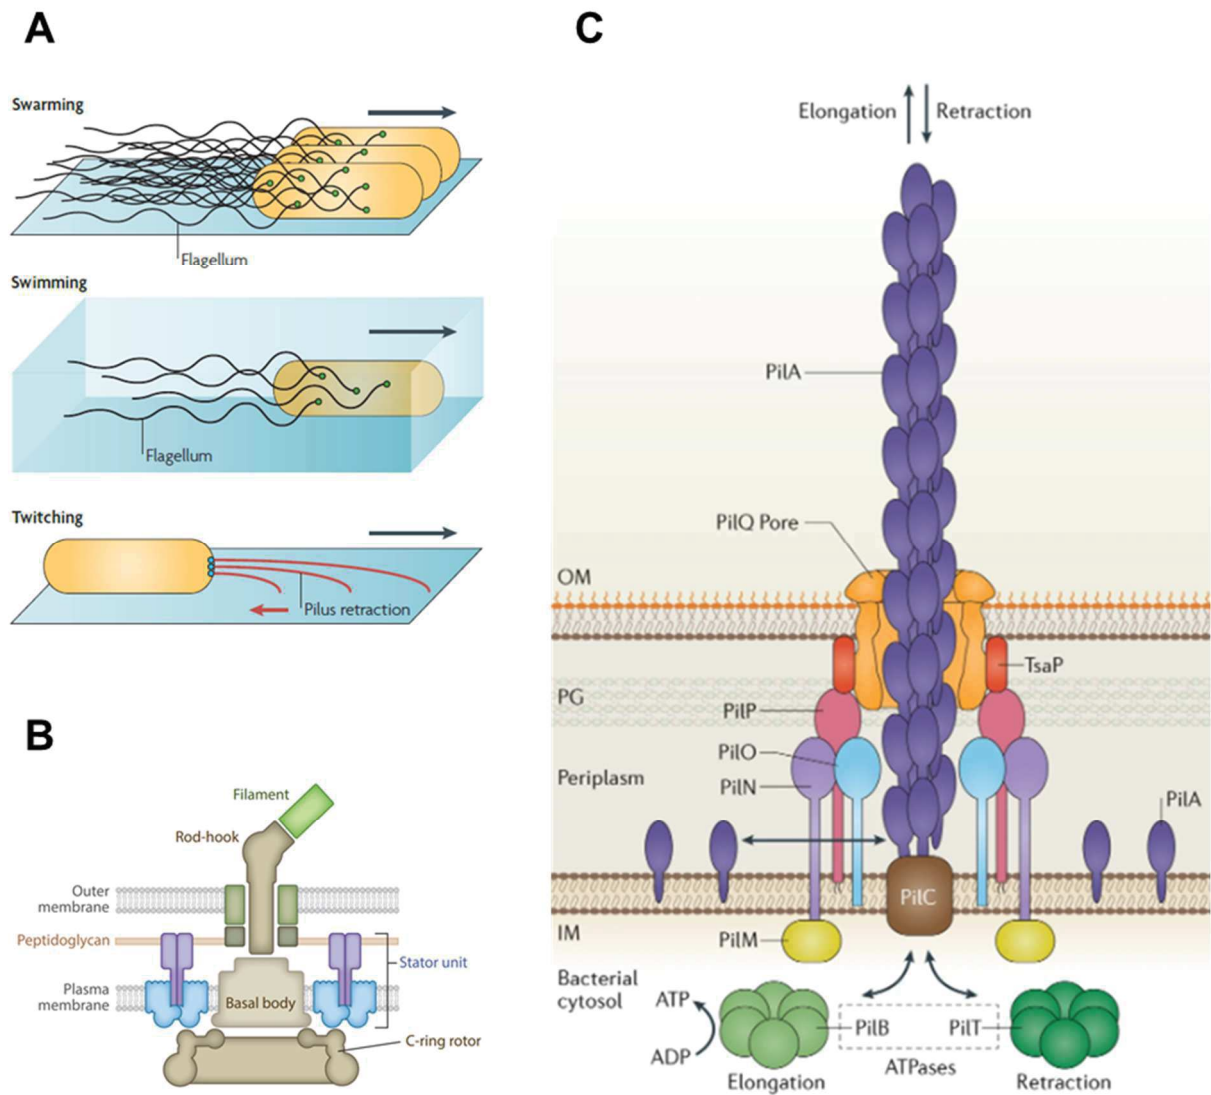 A
Swarming
Flagellum
Swimming
Flagellum
Twitching
Pilus retraction
B
Filament
Rod-hook
Outer
membrane
Peptidoglycan
Stator unit
Plasma
membrane
Basal body
C-ring rotor
C
Elongation
Retraction
PilA
PilQ Pore
OM
TsaP
PG
PilP
PilO
Periplasm
PilN
PilA
PilC
IM
PilM
Bacterial
cytosol
ATP
PilB
PilT
ADP
ATPases
Elongation
Retraction